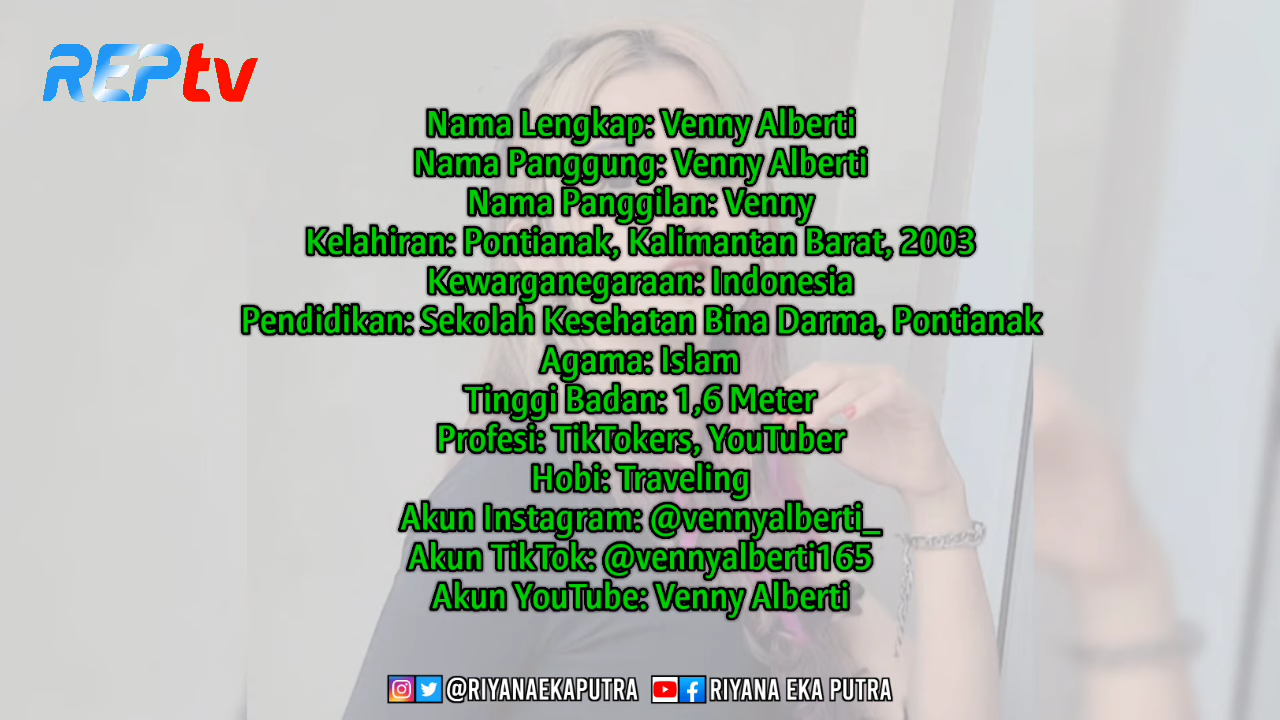 REPtv
Nama Lengkap: Venny Alberti
Nama Panggung: Venny Alberti
Nama Panggilan: Venny
Kelahiran: Pontianak, Kalimantan Barat, 2003
Kewarganegaraan: Indonesia
Pendidikan: Sekolah Kesehatan Bina Darma, Pontianak
Agama: Islam
Tinggi Badan: 1,6 Meter
Profesi: TikTokers, YouTuber
Hobi: Traveling
Akun Instagram: @vennyalberti_
Akun TikTok: @vennyalberti165
Akun YouTube: Venny Alberti
@RIYANAEKAPUTRA RIYANA EKA PUTRA